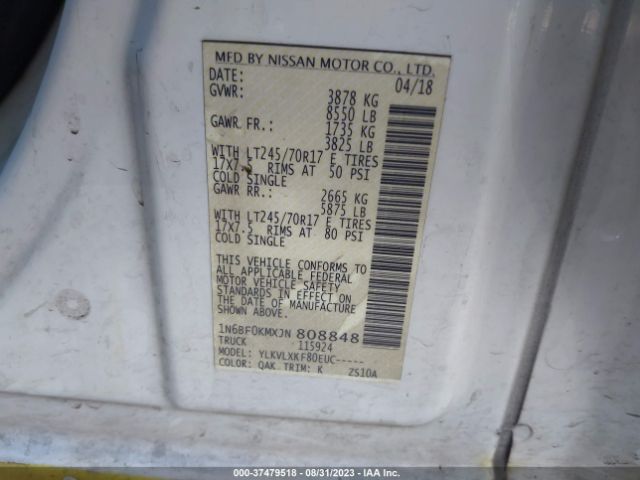 MFD BY NISSAN MOTOR CO., LTD.
DATE: 04/18
GVWR: 3878 KG
8550 LB
GAWR FR.: 1735 KG
3825 LB
WITH LT245/70R17 E TIRES
17X7.5 RIMS AT 50 PSI
COLD SINGLE
GAWR RR.: 2665 KG
5875 LB
WITH LT245/70R17 E TIRES
17X7.5 RIMS AT 80 PSI
COLD SINGLE
THIS VEHICLE CONFORMS TO
ALL APPLICABLE FEDERAL
MOTOR VEHICLE SAFETY
STANDARDS IN EFFECT ON
THE DATE OF MANUFACTURE
SHOWN ABOVE.
1N6BF0KMXJN808848
TRUCK 115924
MODEL: YLKVLXKF80EUC-----
COLOR: QAK TRIM: K ZS10A
000-37479518 - 08/31/2023 - © IAA Inc.